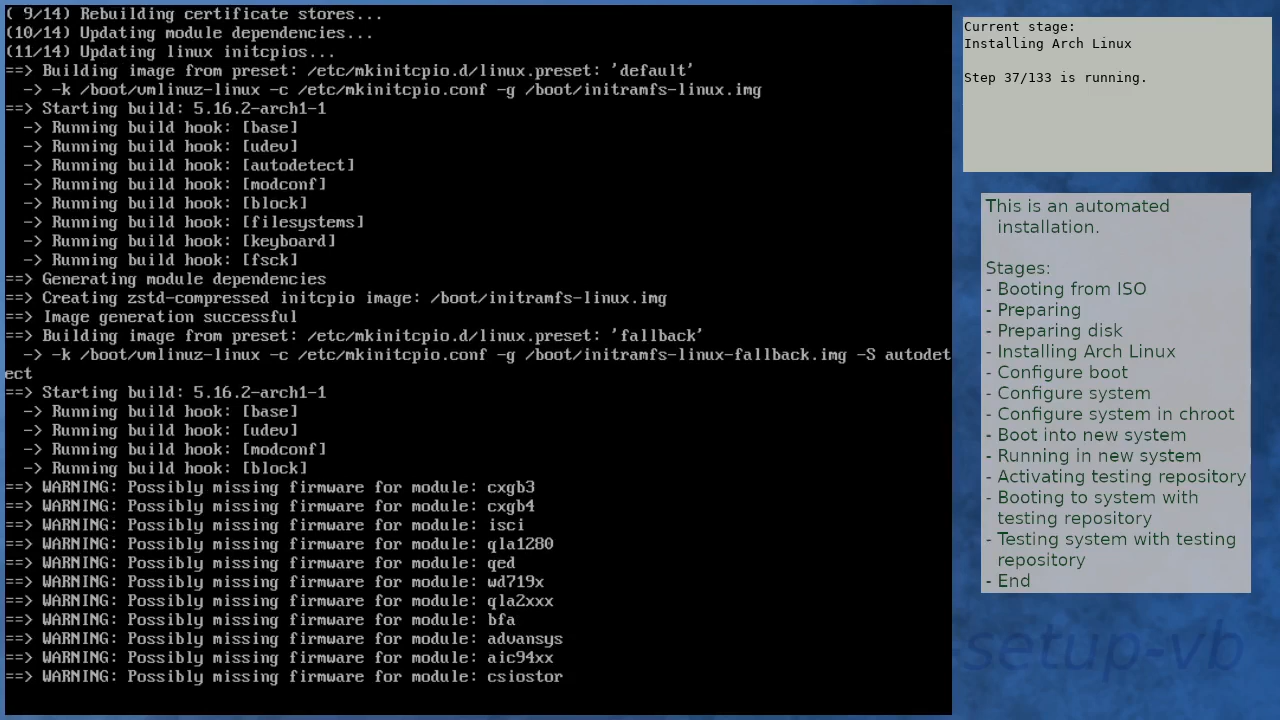 ( 9/14) Rebuilding certificate stores...
(10/14) Updating module dependencies...
(11/14) Updating linux initcpios...
==> Building image from preset: /etc/mkinitcpio.d/linux.preset: 'default'
  -> -k /boot/vmlinuz-linux -c /etc/mkinitcpio.conf -g /boot/initramfs-linux.img
==> Starting build: 5.16.2-arch1-1
  -> Running build hook: [base]
  -> Running build hook: [udev]
  -> Running build hook: [autodetect]
  -> Running build hook: [modconf]
  -> Running build hook: [block]
  -> Running build hook: [filesystems]
  -> Running build hook: [keyboard]
  -> Running build hook: [fsck]
==> Generating module dependencies
==> Creating zstd-compressed initcpio image: /boot/initramfs-linux.img
==> Image generation successful
==> Building image from preset: /etc/mkinitcpio.d/linux.preset: 'fallback'
  -> -k /boot/vmlinuz-linux -c /etc/mkinitcpio.conf -g /boot/initramfs-linux-fallback.img -S autodet
ect
==> Starting build: 5.16.2-arch1-1
  -> Running build hook: [base]
  -> Running build hook: [udev]
  -> Running build hook: [modconf]
  -> Running build hook: [block]
==> WARNING: Possibly missing firmware for module: cxgb3
==> WARNING: Possibly missing firmware for module: cxgb4
==> WARNING: Possibly missing firmware for module: isci
==> WARNING: Possibly missing firmware for module: qla1280
==> WARNING: Possibly missing firmware for module: qed
==> WARNING: Possibly missing firmware for module: wd719x
==> WARNING: Possibly missing firmware for module: qla2xxx
==> WARNING: Possibly missing firmware for module: bfa
==> WARNING: Possibly missing firmware for module: advansys
==> WARNING: Possibly missing firmware for module: aic94xx
==> WARNING: Possibly missing firmware for module: csiostor
Current stage:
Installing Arch Linux
Step 37/133 is running.
This is an automated
installation.
Stages:
- Booting from ISO
- Preparing
- Preparing disk
- Installing Arch Linux
- Configure boot
- Configure system
- Configure system in chroot
- Boot into new system
- Running in new system
- Activating testing repository
- Booting to system with
testing repository
- Testing system with testing
repository
- End
-setup-vb